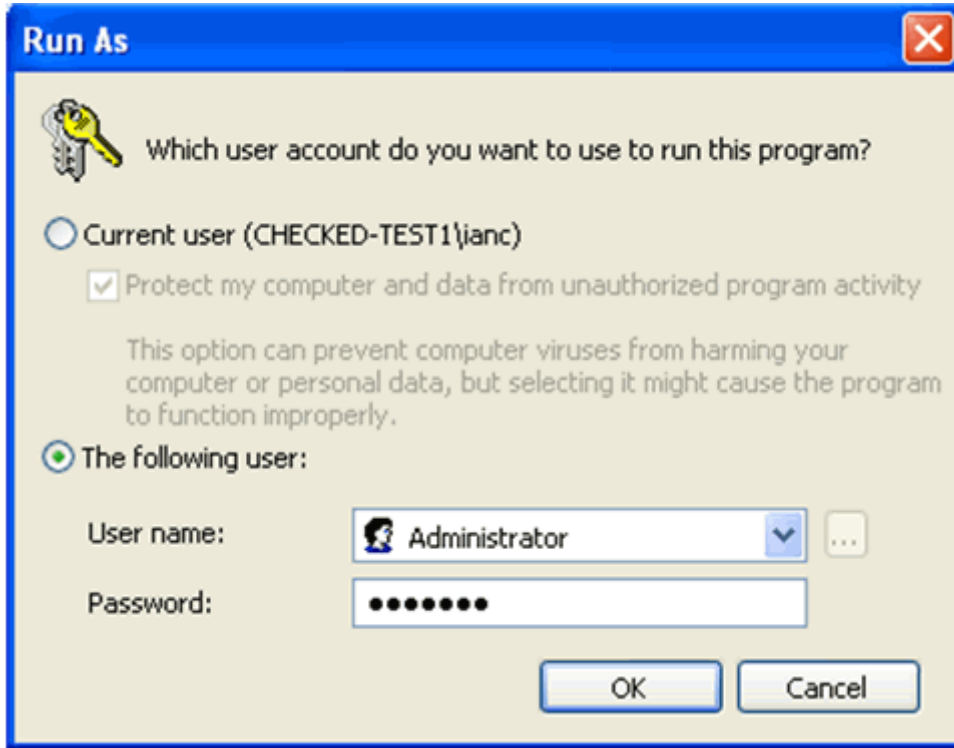 Run As
Which user account do you want to use to run this program?
Current user (CHECKED-TEST1\ianc)
Protect my computer and data from unauthorized program activity
This option can prevent computer viruses from harming your
computer or personal data, but selecting it might cause the program
to function improperly.
The following user:
User name:
Administrator
...
Password:
•••••••
OK
Cancel